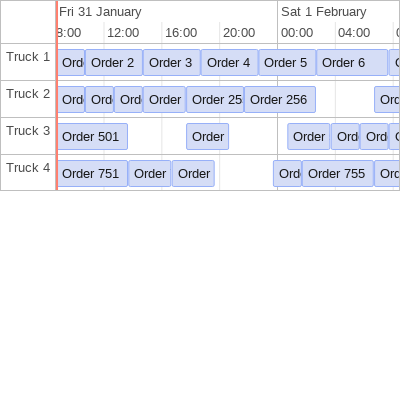 Fri 31 January Sat 1 February
8:00 12:00 16:00 20:00 00:00 04:00
Truck 1 Ord Order 2 Order 3 Order 4 Order 5 Order 6
Truck 2 Ord Ord Ord Order Order 25 Order 256 Ord
Truck 3 Order 501 Order Order Ord Ord
Truck 4 Order 751 Order Order Ord Order 755 Ord